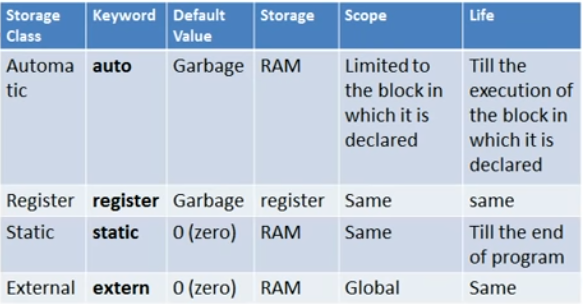 Storage Class Keyword Default Value Storage Scope Life
Automatic auto Garbage RAM Limited to the block in which it is declared Till the execution of the block in which it is declared
Register register Garbage register Same same
Static static 0 (zero) RAM Same Till the end of program
External extern 0 (zero) RAM Global Same